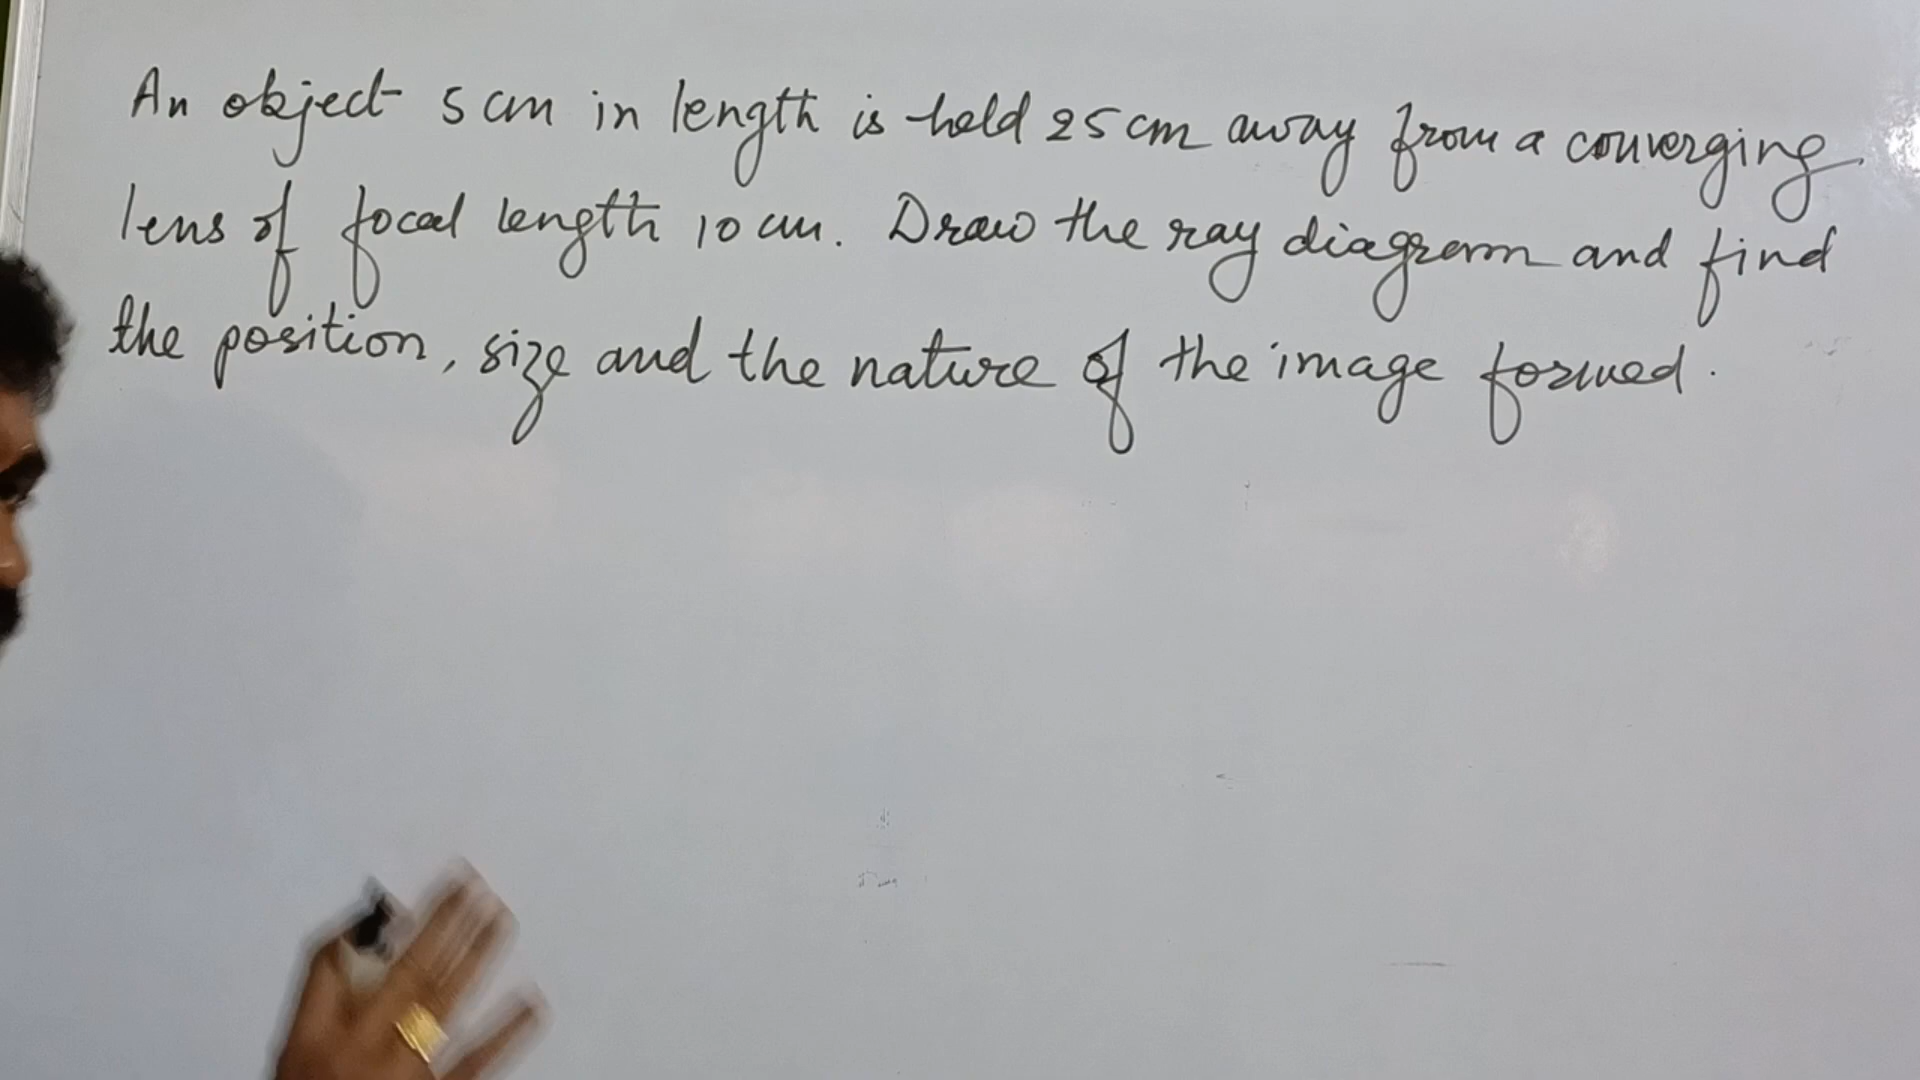 An object 5 cm in length is held 25 cm away from a converging
lens of focal length 10 cm. Draw the ray diagram and find
the position, size and the nature of the image formed.